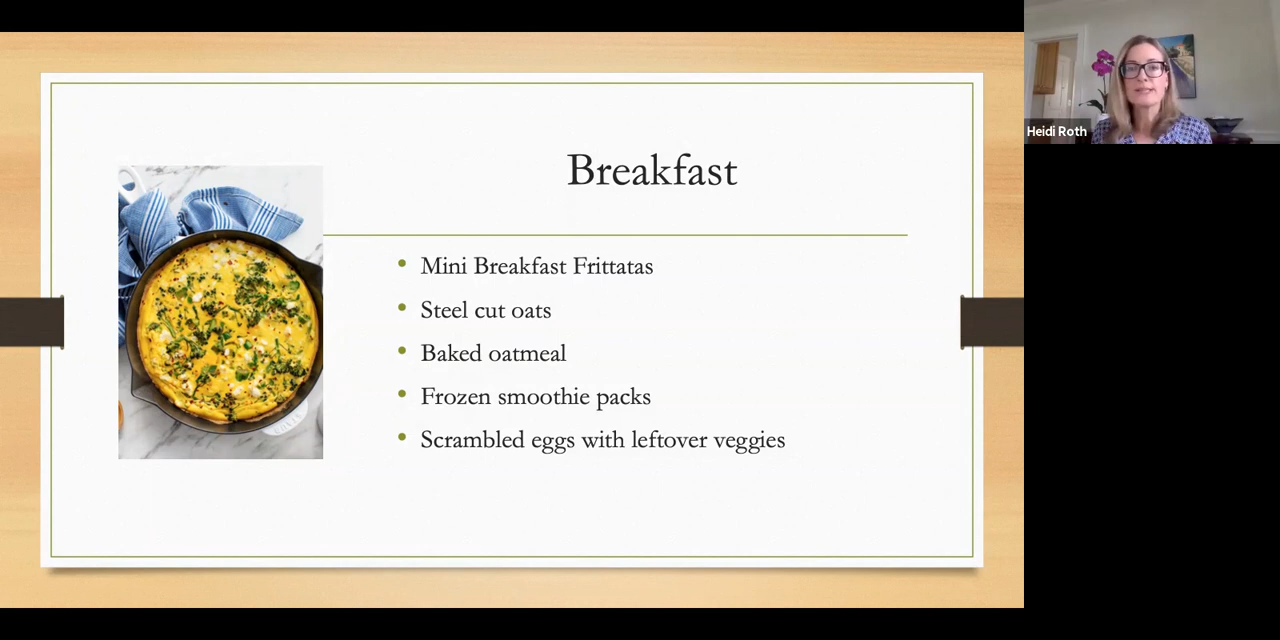 Breakfast
Mini Breakfast Frittatas
Steel cut oats
Baked oatmeal
Frozen smoothie packs
Scrambled eggs with leftover veggies
Heidi Roth